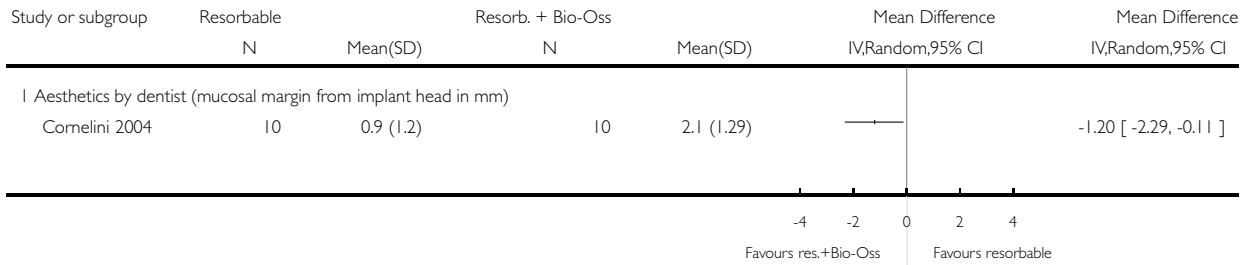 Study or subgroup Resorbable Resorb. + Bio-Oss Mean Difference Mean Difference
N Mean(SD) N Mean(SD) IV,Random,95% CI IV,Random,95% CI
1 Aesthetics by dentist (mucosal margin from implant head in mm)
Cornelini 2004 10 0.9 (1.2) 10 2.1 (1.29) -1.20 [ -2.29, -0.11 ]
-4 -2 0 2 4
Favours res.+Bio-Oss Favours resorbable